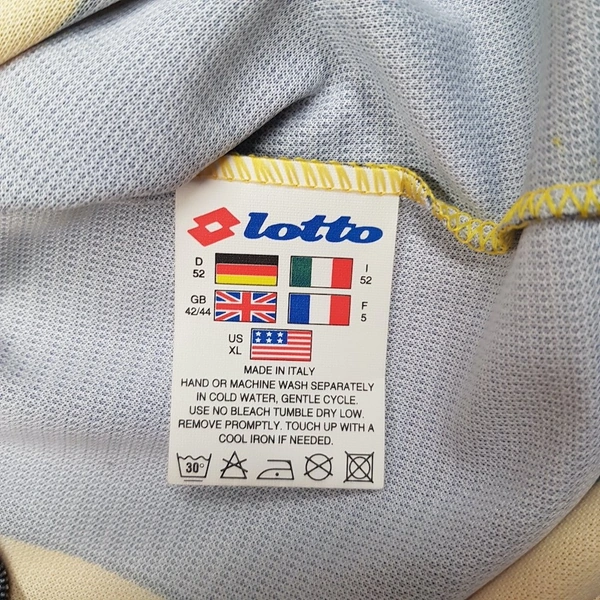 lotto
D
52
I
52
GB
42/44
F
5
US
XL
MADE IN ITALY
HAND OR MACHINE WASH SEPARATELY
IN COLD WATER, GENTLE CYCLE.
USE NO BLEACH TUMBLE DRY LOW.
REMOVE PROMPTLY. TOUCH UP WITH A
COOL IRON IF NEEDED.
30°